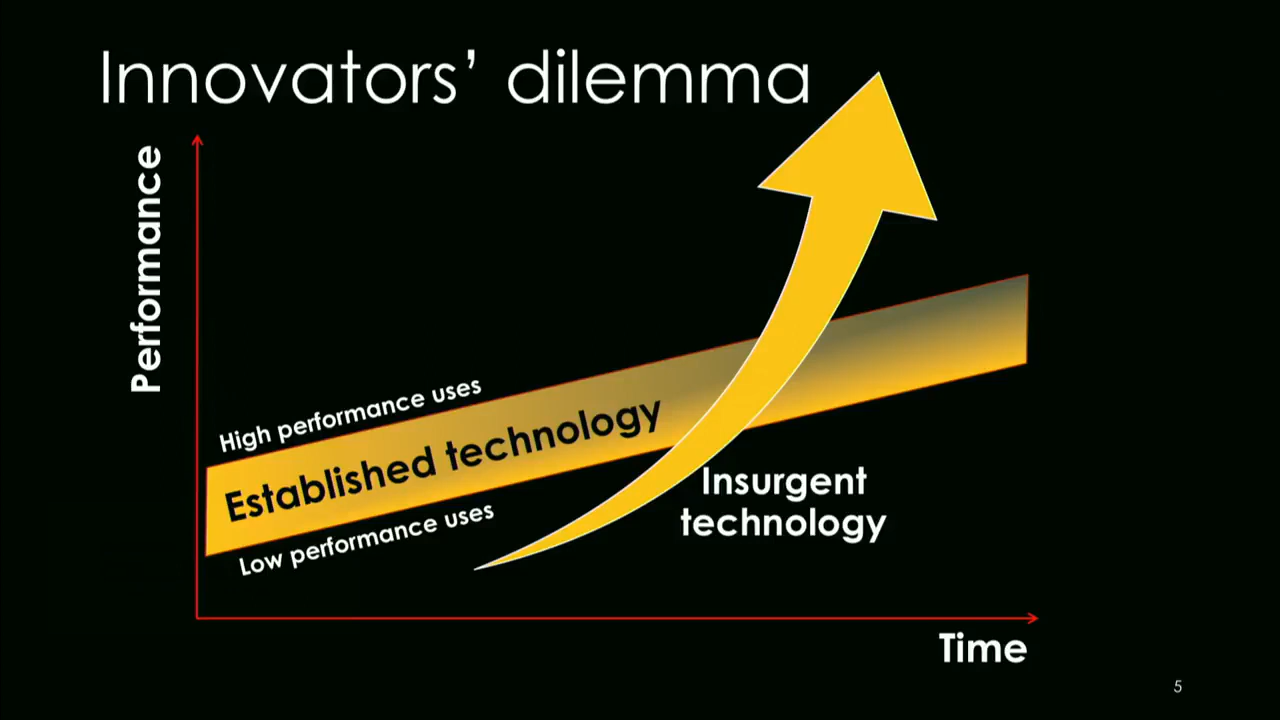 Innovators’ dilemma
Performance
High performance uses
Established technology
Low performance uses
Insurgent
technology
Time
5